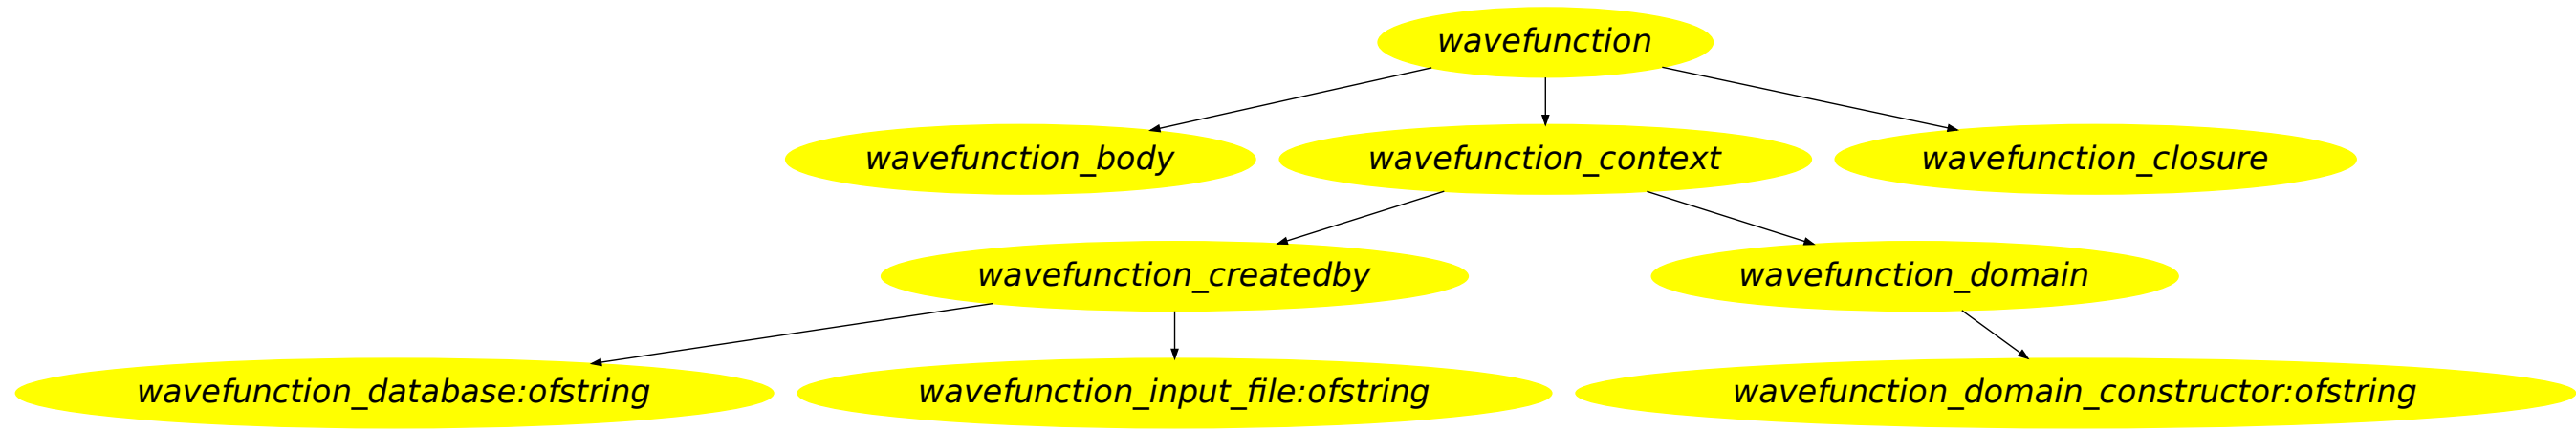 wavefunction
wavefunction_body
wavefunction_context
wavefunction_closure
wavefunction_createdby
wavefunction_domain
wavefunction_database:ofstring
wavefunction_input_file:ofstring
wavefunction_domain_constructor:ofstring